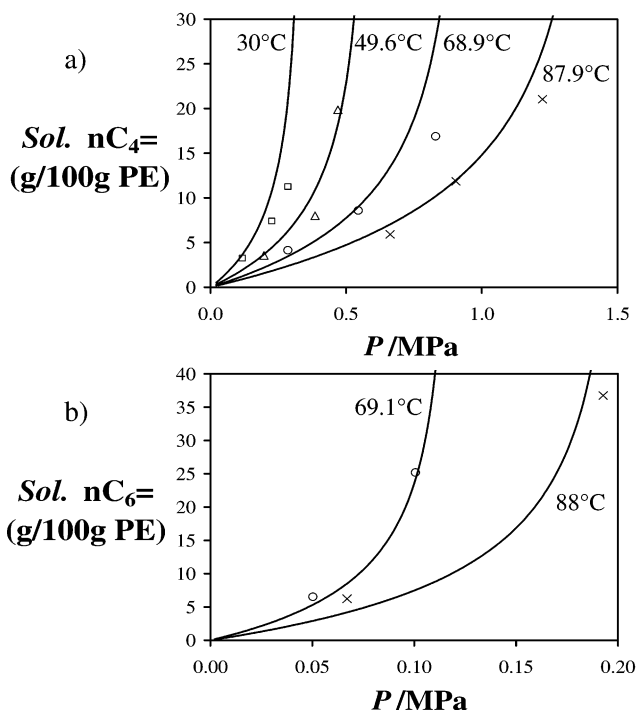 a)
Sol. nC4=
(g/100g PE)
30
25
20
15
10
5
0
30°C
49.6°C
68.9°C
87.9°C
0.0
0.5
1.0
1.5
P /MPa
b)
Sol. nC6=
(g/100g PE)
40
35
30
25
20
15
10
5
0
69.1°C
88°C
0.00
0.05
0.10
0.15
0.20
P /MPa